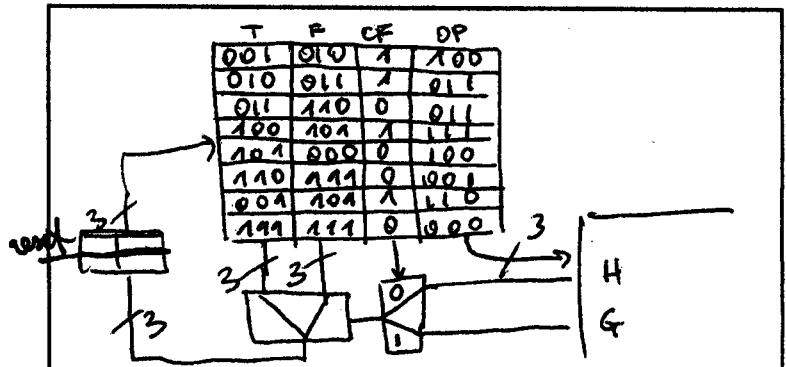 T F CF OP
001 010 1 100
010 011 1 011
011 110 0 011
100 101 1 111
101 000 0 100
110 111 0 001
001 101 1 110
111 111 0 000
3
reset
3
3 3
3
0
1
H
G
3